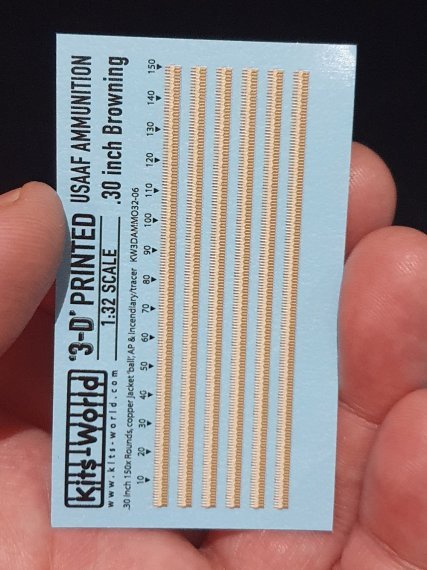 Kits-World
'3-D' PRINTED USAAF AMMUNITION
1:32 SCALE .30 inch Browning
www.kits-world.com
.30 inch 150x Rounds, copper jacket 'ball', AP & Incendiary/tracer KW3DAMMO32-06
10 20 30 40 50 60 70 80 90 100 110 120 130 140 150